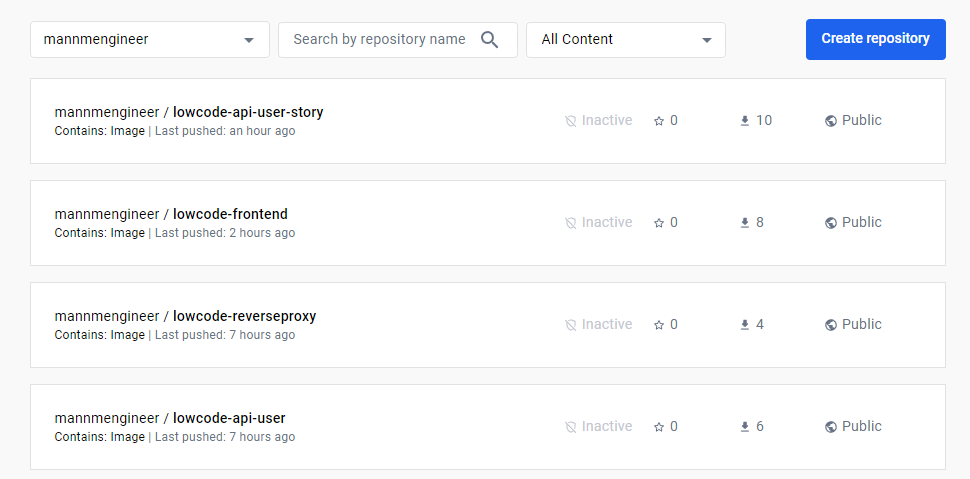 mannmengineer
Search by repository name
All Content
Create repository
mannmengineer / lowcode-api-user-story
Contains: Image | Last pushed: an hour ago
Inactive
0
10
Public
mannmengineer / lowcode-frontend
Contains: Image | Last pushed: 2 hours ago
Inactive
0
8
Public
mannmengineer / lowcode-reverseproxy
Contains: Image | Last pushed: 7 hours ago
Inactive
0
4
Public
mannmengineer / lowcode-api-user
Contains: Image | Last pushed: 7 hours ago
Inactive
0
6
Public